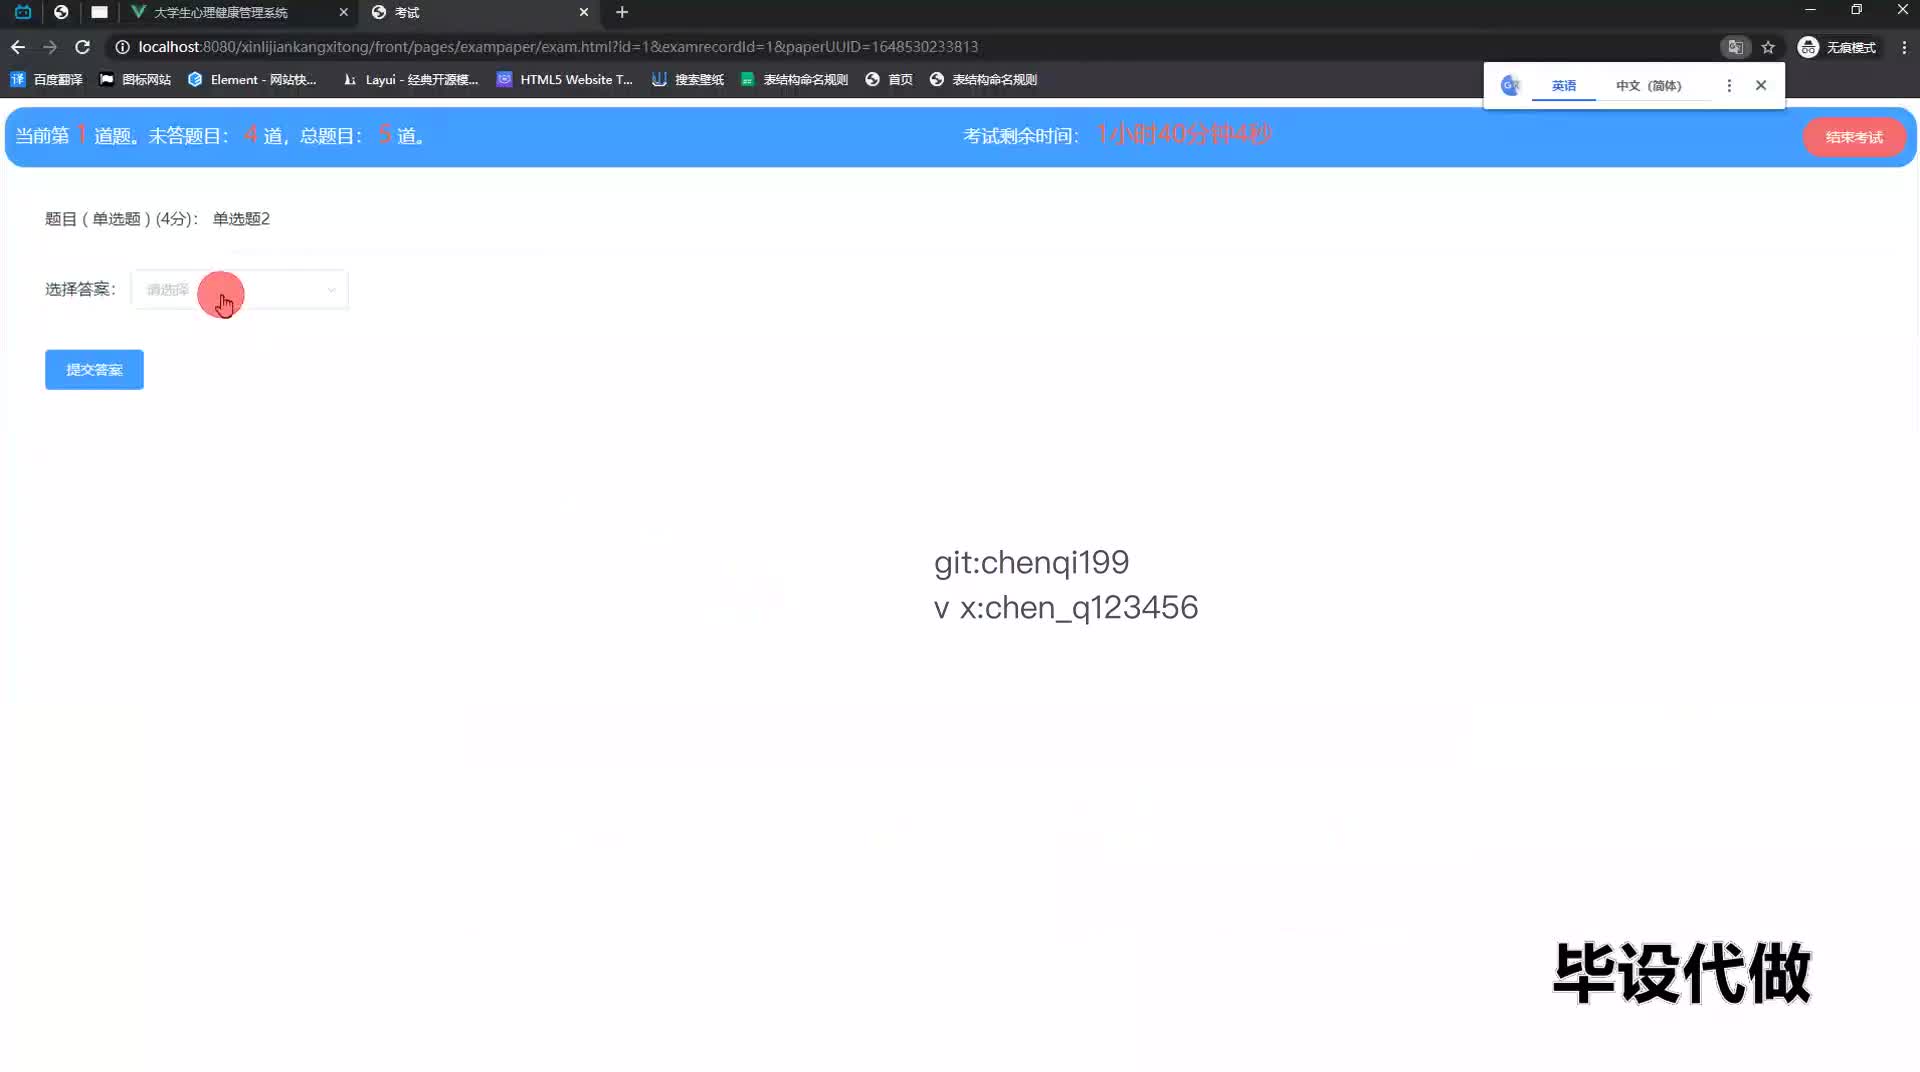 大学生心理健康管理系统
考试
localhost:8080/xinlijiankangxitong/front/pages/exampaper/exam.html?id=1&examrecordId=1&paperUUID=1648530233813
无痕模式
译 百度翻译 图标网站 Element - 网站快... Layui - 经典开源模... HTML5 Website T... 搜索壁纸 表结构命名规则 首页 表结构命名规则
英语 中文（简体）
当前第 1 道题。未答题目： 4 道，总题目： 5 道。 考试剩余时间： 1小时40分钟4秒 结束考试
题目 ( 单选题 ) (4分)： 单选题2
选择答案： 请选择
提交答案
git:chenqi199
v x:chen_q123456
毕设代做